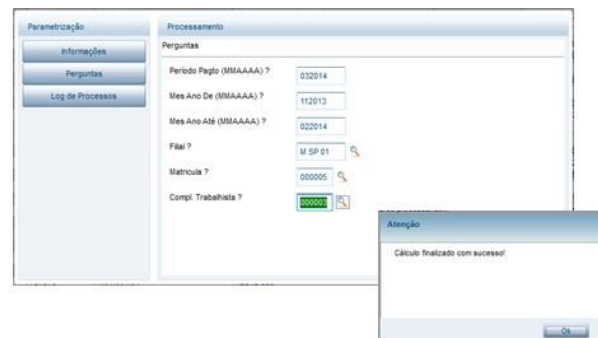 Parametrização
Informações
Perguntas
Log de Processos
Processamento
Perguntas
Período Pagto (MMAAAA) ?
032014
Mes Ano De (MMAAAA) ?
112013
Mes Ano Até (MMAAAA) ?
022014
Filial ?
M SP 01
Matricula ?
000005
Compl. Trabalhista ?
000003
Atenção
Cálculo finalizado com sucesso!
Ok